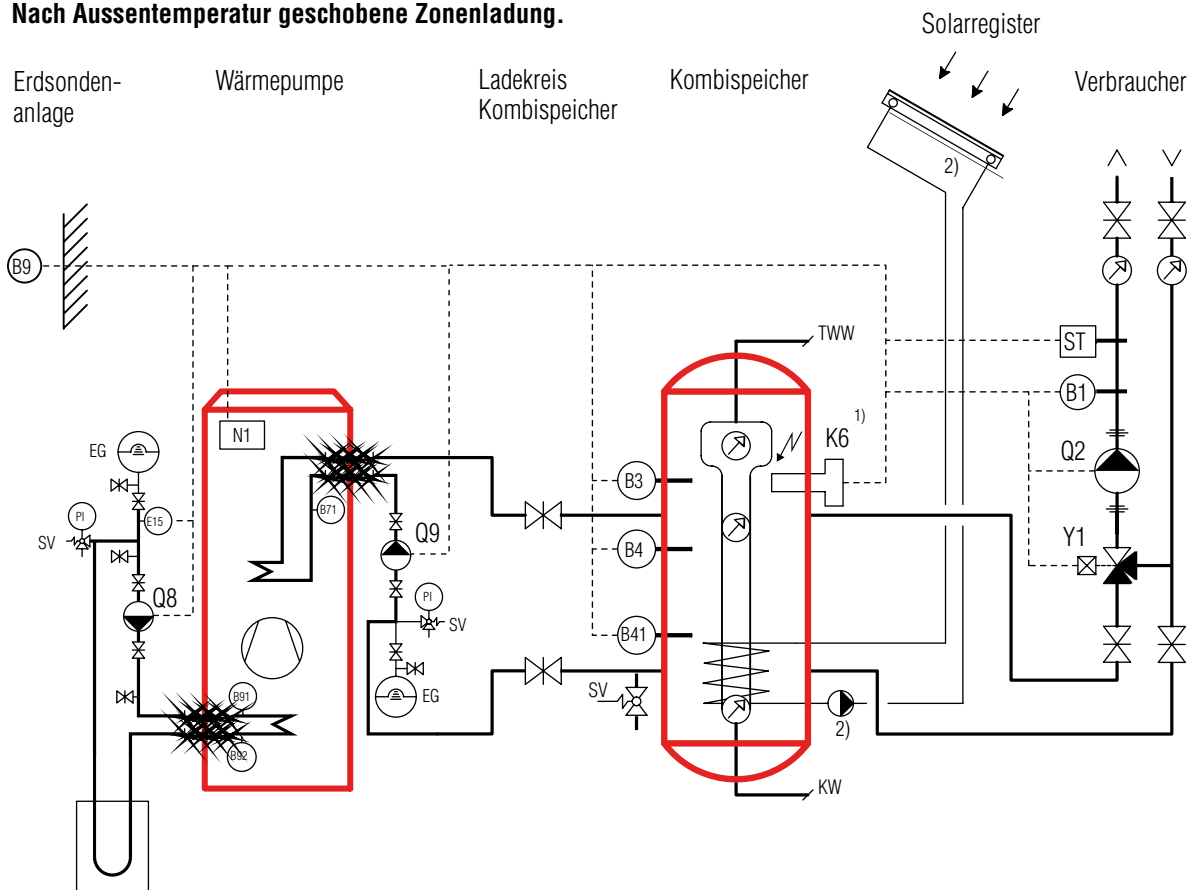 Nach Aussentemperatur geschobene Zonenladung.
Solarregister
Erdsonden-
anlage
Wärmepumpe
Ladekreis
Kombispeicher
Kombispeicher
Verbraucher
2)
B9
TWW
ST
B1
N1
1)
K6
EG
Q2
B3
B71
PI
E15
SV
Q9
B4
Y1
Q8
PI
SV
B41
EG
SV
B91
2)
B92
KW